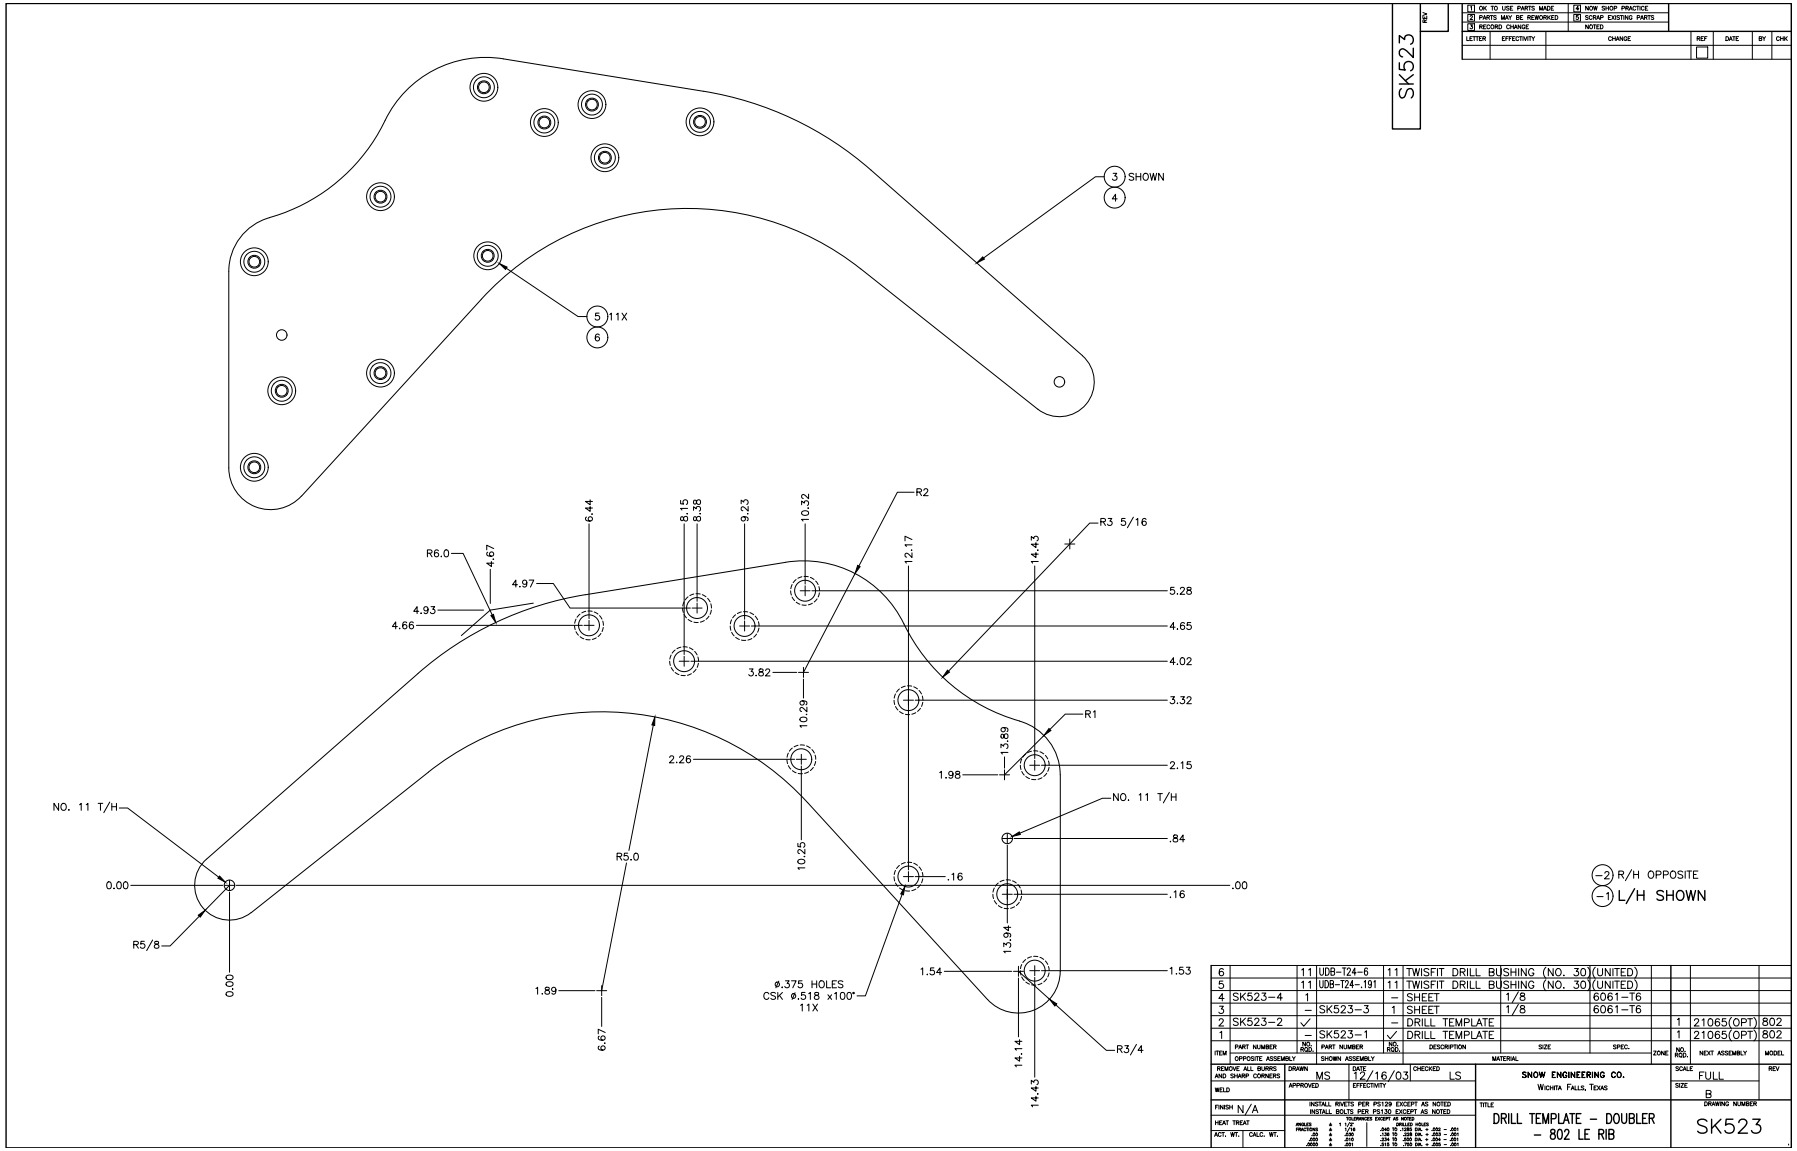 SK523
REV
1 OK TO USE PARTS MADE
4 NOW SHOP PRACTICE
2 PARTS MAY BE REWORKED
5 SCRAP EXISTING PARTS
3 RECORD CHANGE
NOTED
LETTER EFFECTIVITY CHANGE REF DATE BY CHK
3 SHOWN
4
5 11X
6
6.44
8.15
8.38
9.23
10.32
R2
R3 5/16
12.17
14.43
R6.0
4.67
4.97
4.93
4.66
5.28
4.65
4.02
3.82
3.32
10.29
R1
13.89
2.26
2.15
1.98
NO. 11 T/H
NO. 11 T/H
.84
10.25
R5.0
.16
0.00
.00
.16
R5/8
13.94
0.00
1.89
6.67
1.54
1.53
Ø.375 HOLES
CSK Ø.518 x100°
11X
14.14
14.43
R3/4
-2 R/H OPPOSITE
-1 L/H SHOWN
6 11 UDB-T24-6 11 TWISFIT DRILL BUSHING (NO. 30)(UNITED)
5 11 UDB-T24-.191 11 TWISFIT DRILL BUSHING (NO. 30)(UNITED)
4 SK523-4 1 - SHEET 1/8 6061-T6
3 - SK523-3 1 SHEET 1/8 6061-T6
2 SK523-2 ✓ - DRILL TEMPLATE 1 21065(OPT) 802
1 - SK523-1 ✓ DRILL TEMPLATE 1 21065(OPT) 802
ITEM PART NUMBER NO. RQD. PART NUMBER NO. RQD. DESCRIPTION SIZE SPEC. ZONE NO. RQD. NEXT ASSEMBLY MODEL
OPPOSITE ASSEMBLY SHOWN ASSEMBLY MATERIAL
REMOVE ALL BURRS AND SHARP CORNERS
DRAWN MS
DATE 12/16/03
CHECKED LS
SNOW ENGINEERING CO.
WICHITA FALLS, TEXAS
SCALE FULL
REV
WELD
APPROVED
EFFECTIVITY
SIZE B
FINISH N/A
INSTALL RIVETS PER PS129 EXCEPT AS NOTED
INSTALL BOLTS PER PS130 EXCEPT AS NOTED
TITLE
DRILL TEMPLATE - DOUBLER
- 802 LE RIB
DRAWING NUMBER
SK523
HEAT TREAT
TOLERANCES EXCEPT AS NOTED
ANGLES
FRACTIONS
DRILLED HOLES
ACT. WT. CALC. WT.